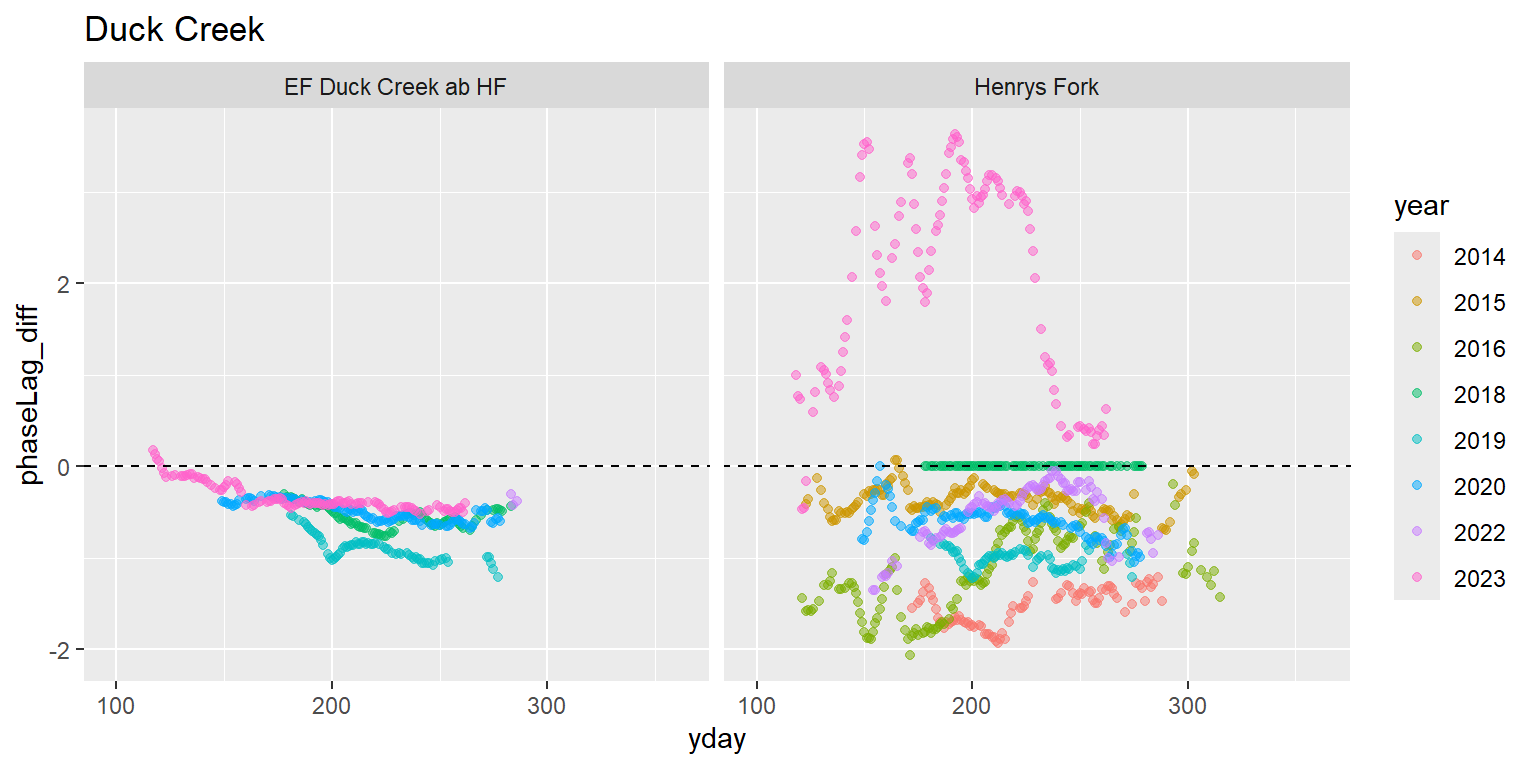 Duck Creek
EF Duck Creek ab HF
Henrys Fork
phaseLag_diff
2
0
-2
100
200
300
100
200
300
yday
year
2014
2015
2016
2018
2019
2020
2022
2023